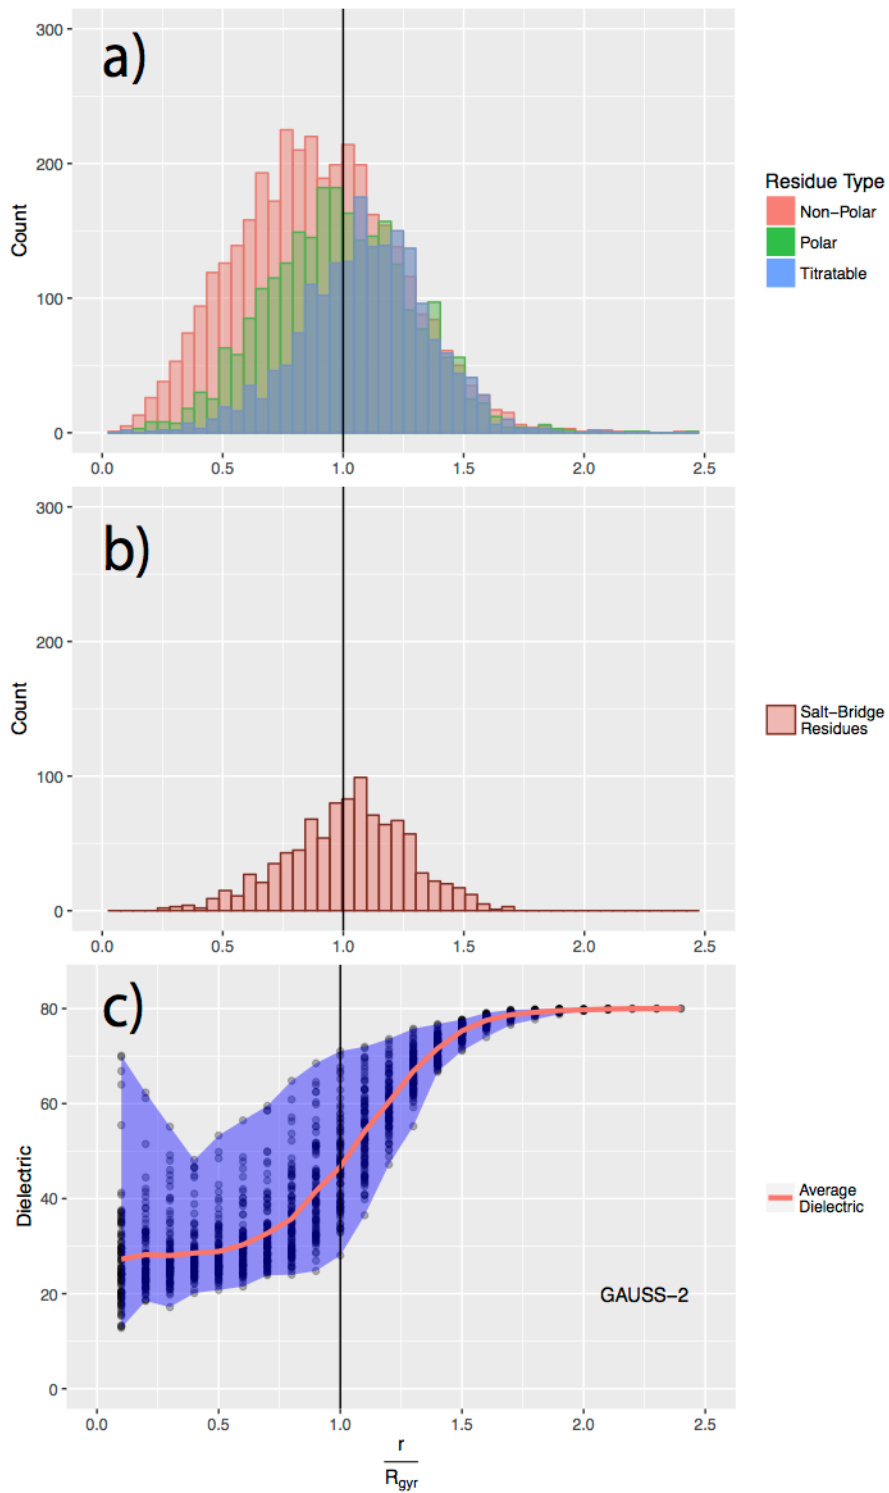 a)
300
200
100
0
Count
0.0 0.5 1.0 1.5 2.0 2.5
Residue Type
Non-Polar
Polar
Titratable
b)
300
200
100
0
Count
0.0 0.5 1.0 1.5 2.0 2.5
Salt-Bridge
Residues
c)
80
60
40
20
0
Dielectric
GAUSS-2
0.0 0.5 1.0 1.5 2.0 2.5
r
Rgyr
Average
Dielectric